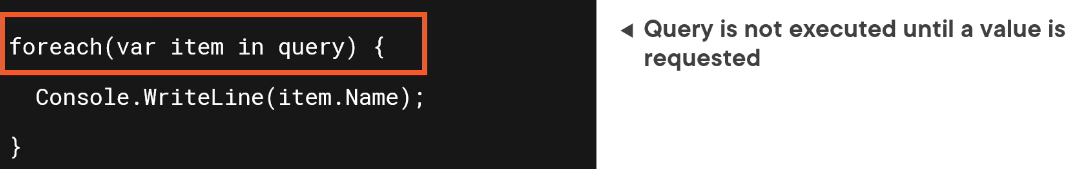 foreach(var item in query) {
Console.WriteLine(item.Name);
}
◀ Query is not executed until a value is
requested